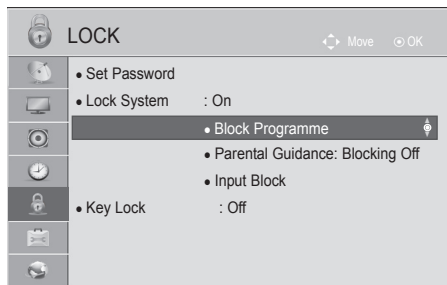 LOCK
Move OK
• Set Password
• Lock System : On
• Block Programme
• Parental Guidance: Blocking Off
• Input Block
• Key Lock : Off